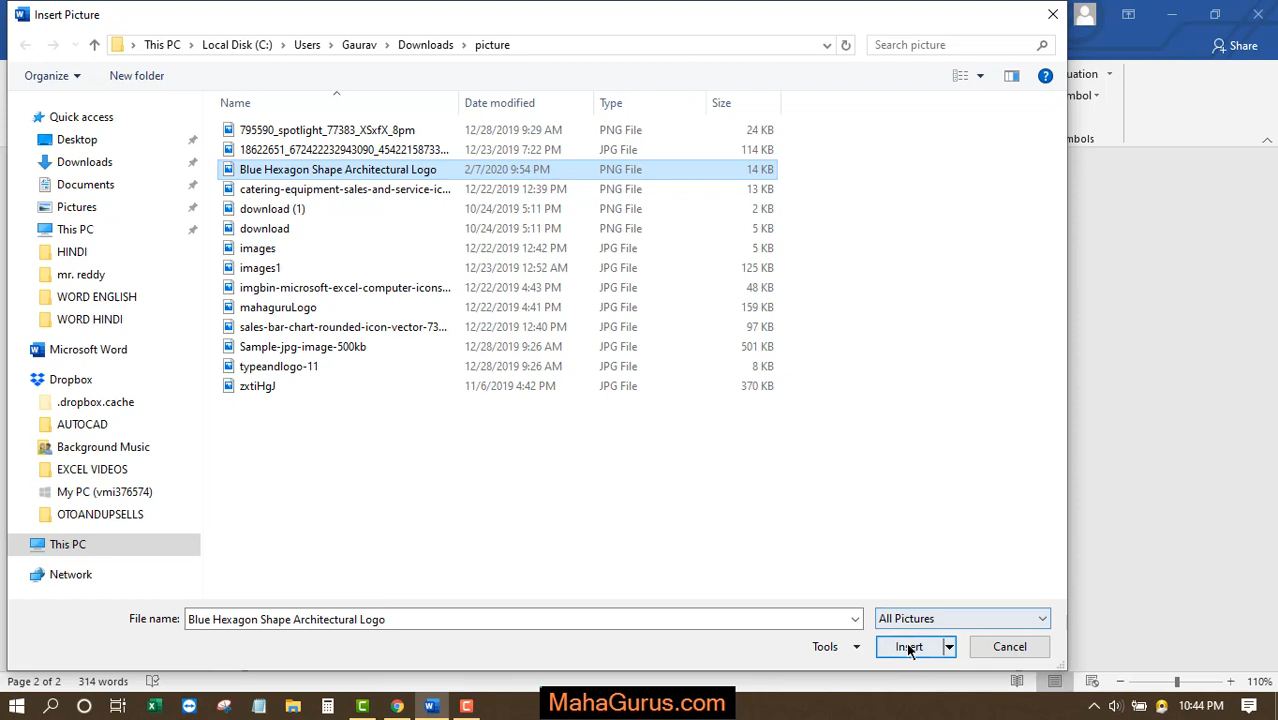 Insert Picture
This PC
Local Disk (C:)
Users
Gaurav
Downloads
picture
Search picture
Share
Organize
New folder
?
uation
ymbol
mbols
Name
Date modified
Type
Size
Quick access
Desktop
Downloads
Documents
Pictures
This PC
HINDI
mr. reddy
WORD ENGLISH
WORD HINDI
Microsoft Word
Dropbox
.dropbox.cache
AUTOCAD
Background Music
EXCEL VIDEOS
My PC (vmi376574)
OTOANDUPSELLS
This PC
Network
795590_spotlight_77383_XSxfX_8pm 12/28/2019 9:29 AM PNG File 24 KB
18622651_672422232943090_45422158733... 12/23/2019 7:22 PM JPG File 114 KB
Blue Hexagon Shape Architectural Logo 2/7/2020 9:54 PM PNG File 14 KB
catering-equipment-sales-and-service-ic... 12/22/2019 12:39 PM PNG File 13 KB
download (1) 10/24/2019 5:11 PM PNG File 2 KB
download 10/24/2019 5:11 PM PNG File 5 KB
images 12/22/2019 12:42 PM JPG File 5 KB
images1 12/23/2019 12:52 AM JPG File 125 KB
imgbin-microsoft-excel-computer-icons... 12/22/2019 4:43 PM JPG File 48 KB
mahaguruLogo 12/22/2019 4:41 PM JPG File 159 KB
sales-bar-chart-rounded-icon-vector-73... 12/22/2019 12:40 PM JPG File 97 KB
Sample-jpg-image-500kb 12/28/2019 9:26 AM JPG File 501 KB
typeandlogo-11 12/28/2019 9:26 AM JPG File 8 KB
zxtiHgJ 11/6/2019 4:42 PM JPG File 370 KB
File name: Blue Hexagon Shape Architectural Logo
All Pictures
Tools
Insert
Cancel
Page 2 of 2
314 words
110%
MahaGurus.com
10:44 PM